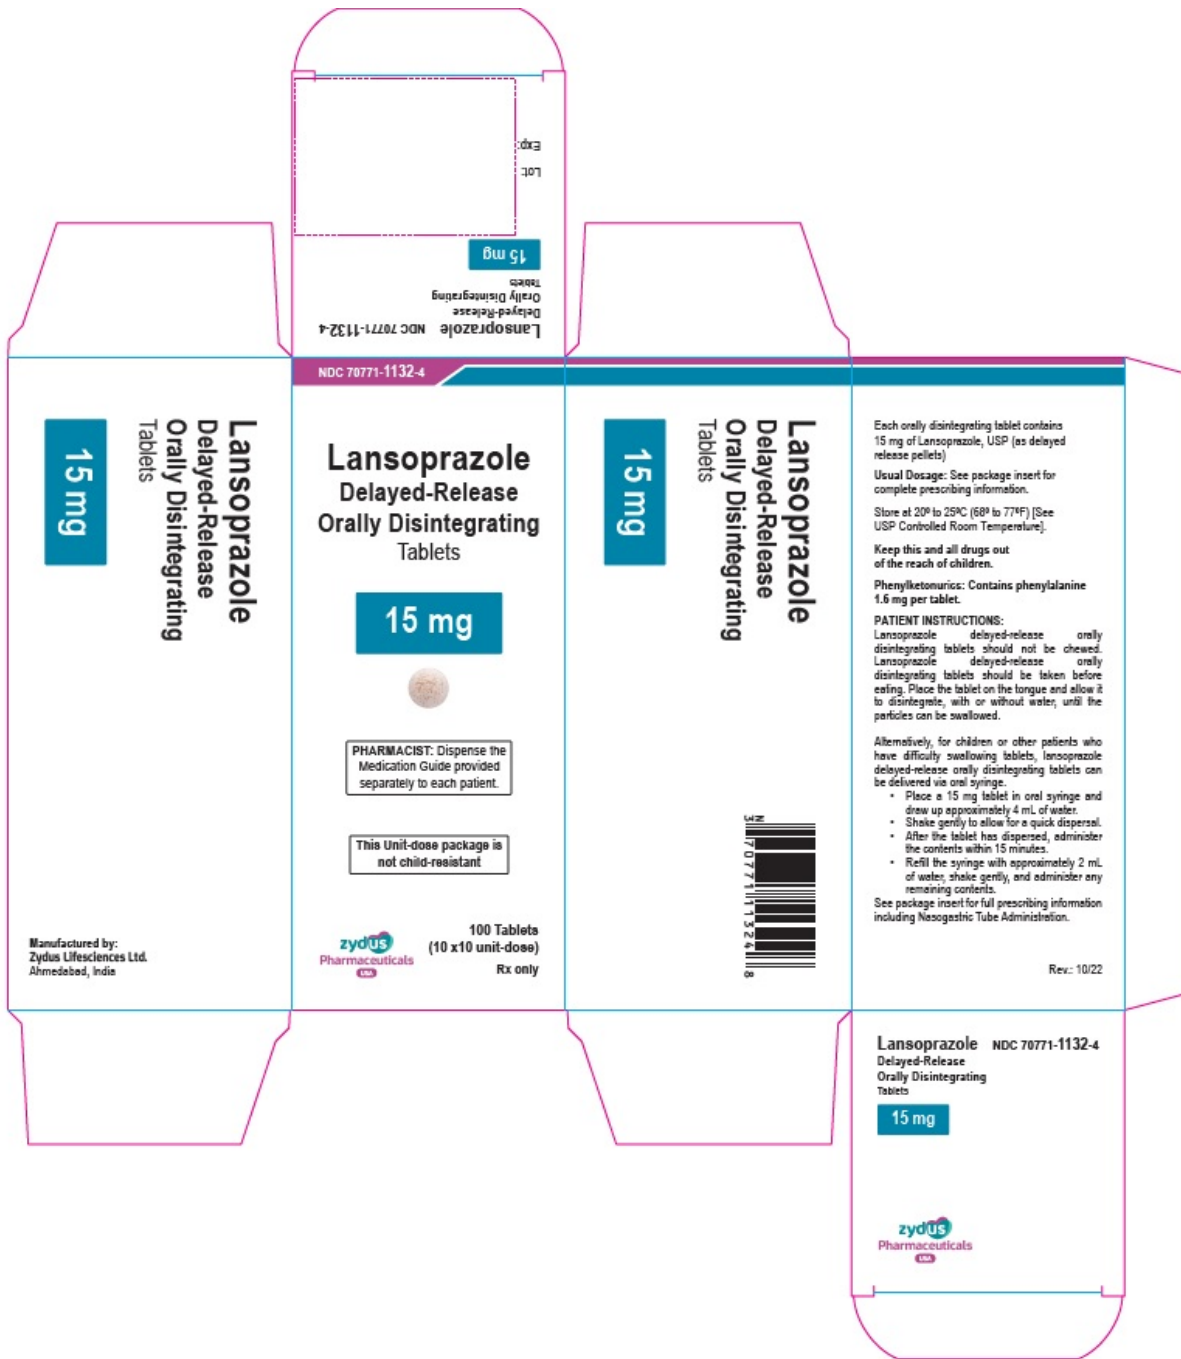 Exp:
Lot:
15 mg
Lansoprazole NDC 70771-1132-4
Delayed-Release
Orally Disintegrating
Tablets
Lansoprazole
Delayed-Release
Orally Disintegrating
Tablets
15 mg
Manufactured by:
Zydus Lifesciences Ltd.
Ahmedabad, India
NDC 70771-1132-4
Lansoprazole
Delayed-Release
Orally Disintegrating
Tablets
15 mg
PHARMACIST: Dispense the
Medication Guide provided
separately to each patient.
This Unit-dose package is
not child-resistant
100 Tablets
(10 x10 unit-dose)
Rx only
zydus
Pharmaceuticals
USA
Lansoprazole
Delayed-Release
Orally Disintegrating
Tablets
15 mg
N
3 70771 11324 8
Each orally disintegrating tablet contains
15 mg of Lansoprazole, USP (as delayed
release pellets)
Usual Dosage: See package insert for
complete prescribing information.
Store at 20º to 25ºC (68º to 77ºF) [See
USP Controlled Room Temperature].
Keep this and all drugs out
of the reach of children.
Phenylketonurics: Contains phenylalanine
1.6 mg per tablet.
PATIENT INSTRUCTIONS:
Lansoprazole delayed-release orally
disintegrating tablets should not be chewed.
Lansoprazole delayed-release orally
disintegrating tablets should be taken before
eating. Place the tablet on the tongue and allow it
to disintegrate, with or without water, until the
particles can be swallowed.
Alternatively, for children or other patients who
have difficulty swallowing tablets, lansoprazole
delayed-release orally disintegrating tablets can
be delivered via oral syringe.
• Place a 15 mg tablet in oral syringe and
draw up approximately 4 mL of water.
• Shake gently to allow for a quick dispersal.
• After the tablet has dispersed, administer
the contents within 15 minutes.
• Refill the syringe with approximately 2 mL
of water, shake gently, and administer any
remaining contents.
See package insert for full prescribing information
including Nasogastric Tube Administration.
Rev.: 10/22
Lansoprazole NDC 70771-1132-4
Delayed-Release
Orally Disintegrating
Tablets
15 mg
zydus
Pharmaceuticals
USA